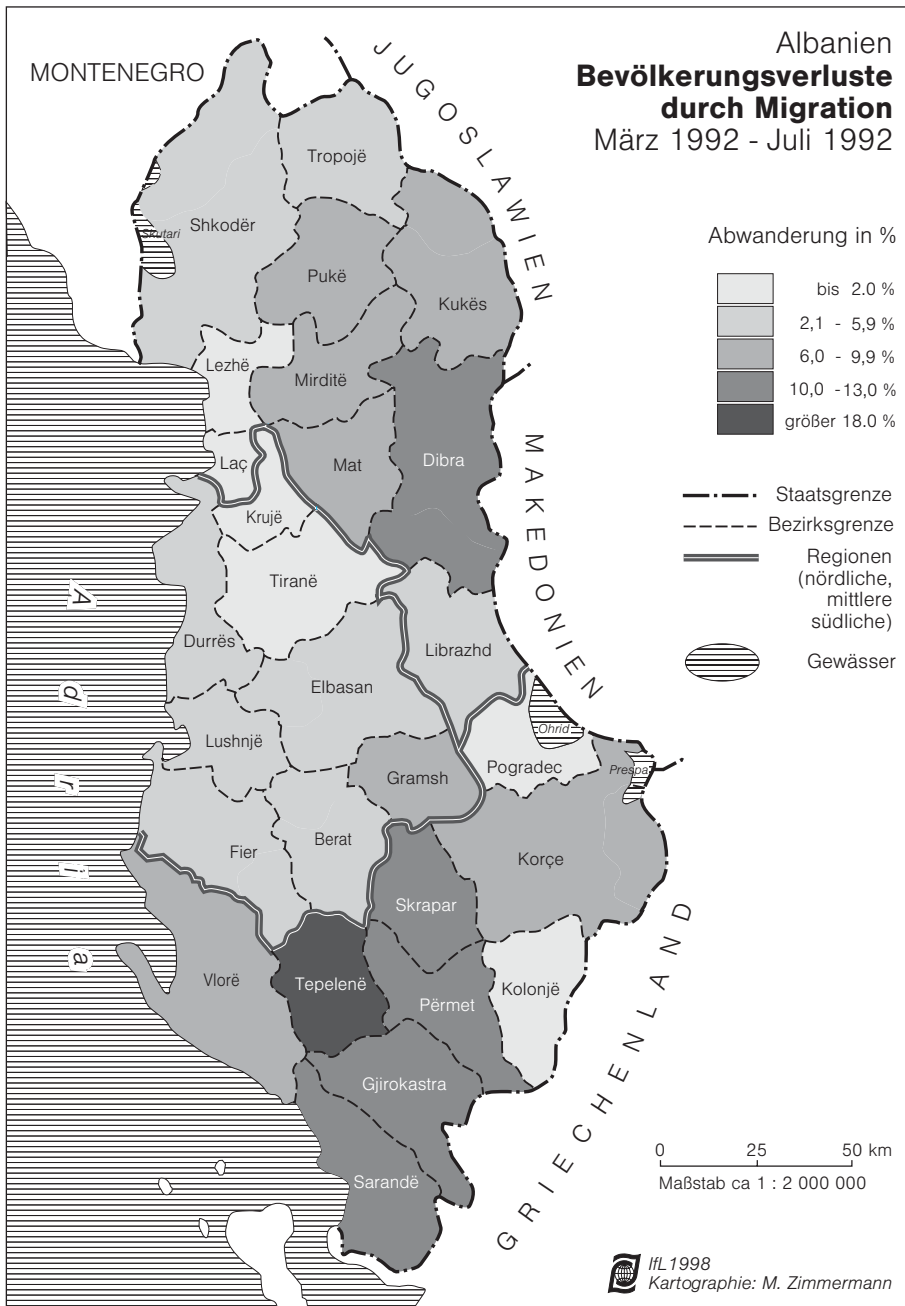 Albanien
Bevölkerungsverluste
durch Migration
März 1992 - Juli 1992
MONTENEGRO
JUGOSLAWIEN
MAKEDONIEN
GRIECHENLAND
Adria
Abwanderung in %
bis 2.0 %
2,1 - 5,9 %
6,0 - 9,9 %
10,0 -13,0 %
größer 18.0 %
Staatsgrenze
Bezirksgrenze
Regionen
(nördliche,
mittlere
südliche)
Gewässer
Tropojë
Shkodër
Skutari
Pukë
Kukës
Lezhë
Mirditë
Laç
Mat
Dibra
Krujë
Tiranë
Durrës
Librazhd
Elbasan
Lushnjë
Ohrid
Pogradec
Prespa
Gramsh
Fier
Berat
Korçe
Skrapar
Vlorë
Tepelenë
Përmet
Kolonjë
Gjirokastra
Sarandë
0 25 50 km
Maßstab ca 1 : 2 000 000
IfL1998
Kartographie: M. Zimmermann